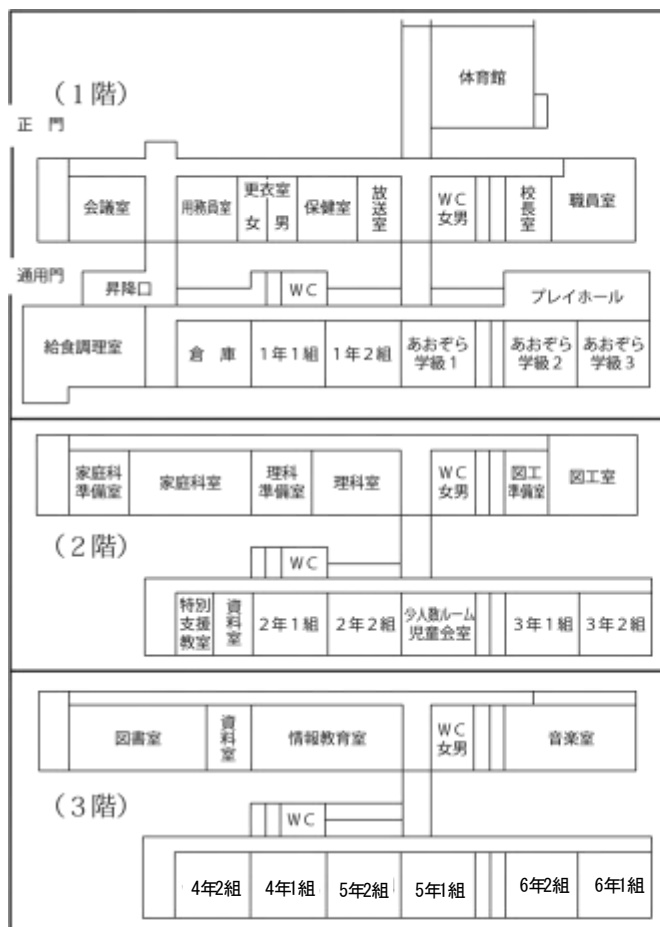 体育館
（１階）
正　門
会議室
用務員室
更衣室
女 男
保健室
放送室
ＷＣ
女男
校長室
職員室
通用門
昇降口
ＷＣ
プレイホール
給食調理室
倉　庫
１年１組
１年２組
あおぞら
学級１
あおぞら
学級２
あおぞら
学級３
家庭科
準備室
家庭科室
理科
準備室
理科室
ＷＣ
女男
図工
準備室
図工室
（２階）
ＷＣ
特別
支援
教室
資料室
２年１組
２年２組
少人数ルーム
児童会室
３年１組
３年２組
図書室
資料室
情報教育室
ＷＣ
女男
音楽室
（３階）
ＷＣ
4年2組
4年1組
5年2組
5年1組
6年2組
6年1組